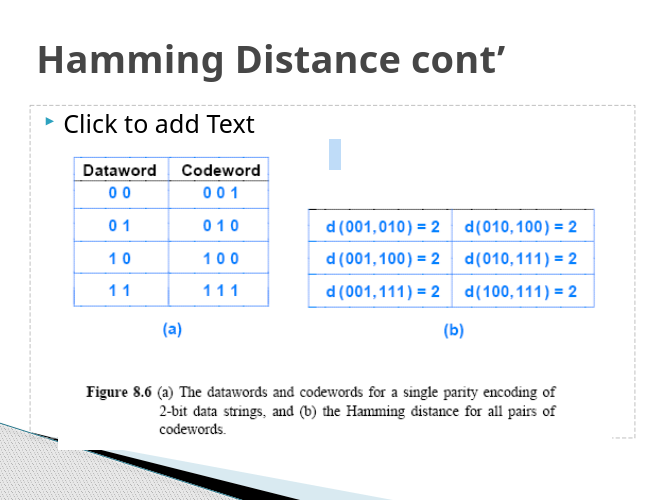 Hamming Distance cont’
Click to add Text
Dataword Codeword
0 0 0 0 1
0 1 0 1 0
1 0 1 0 0
1 1 1 1 1
(a)
d(001,010) = 2 d(010,100) = 2
d(001,100) = 2 d(010,111) = 2
d(001,111) = 2 d(100,111) = 2
(b)
Figure 8.6 (a) The datawords and codewords for a single parity encoding of
2-bit data strings, and (b) the Hamming distance for all pairs of
codewords.